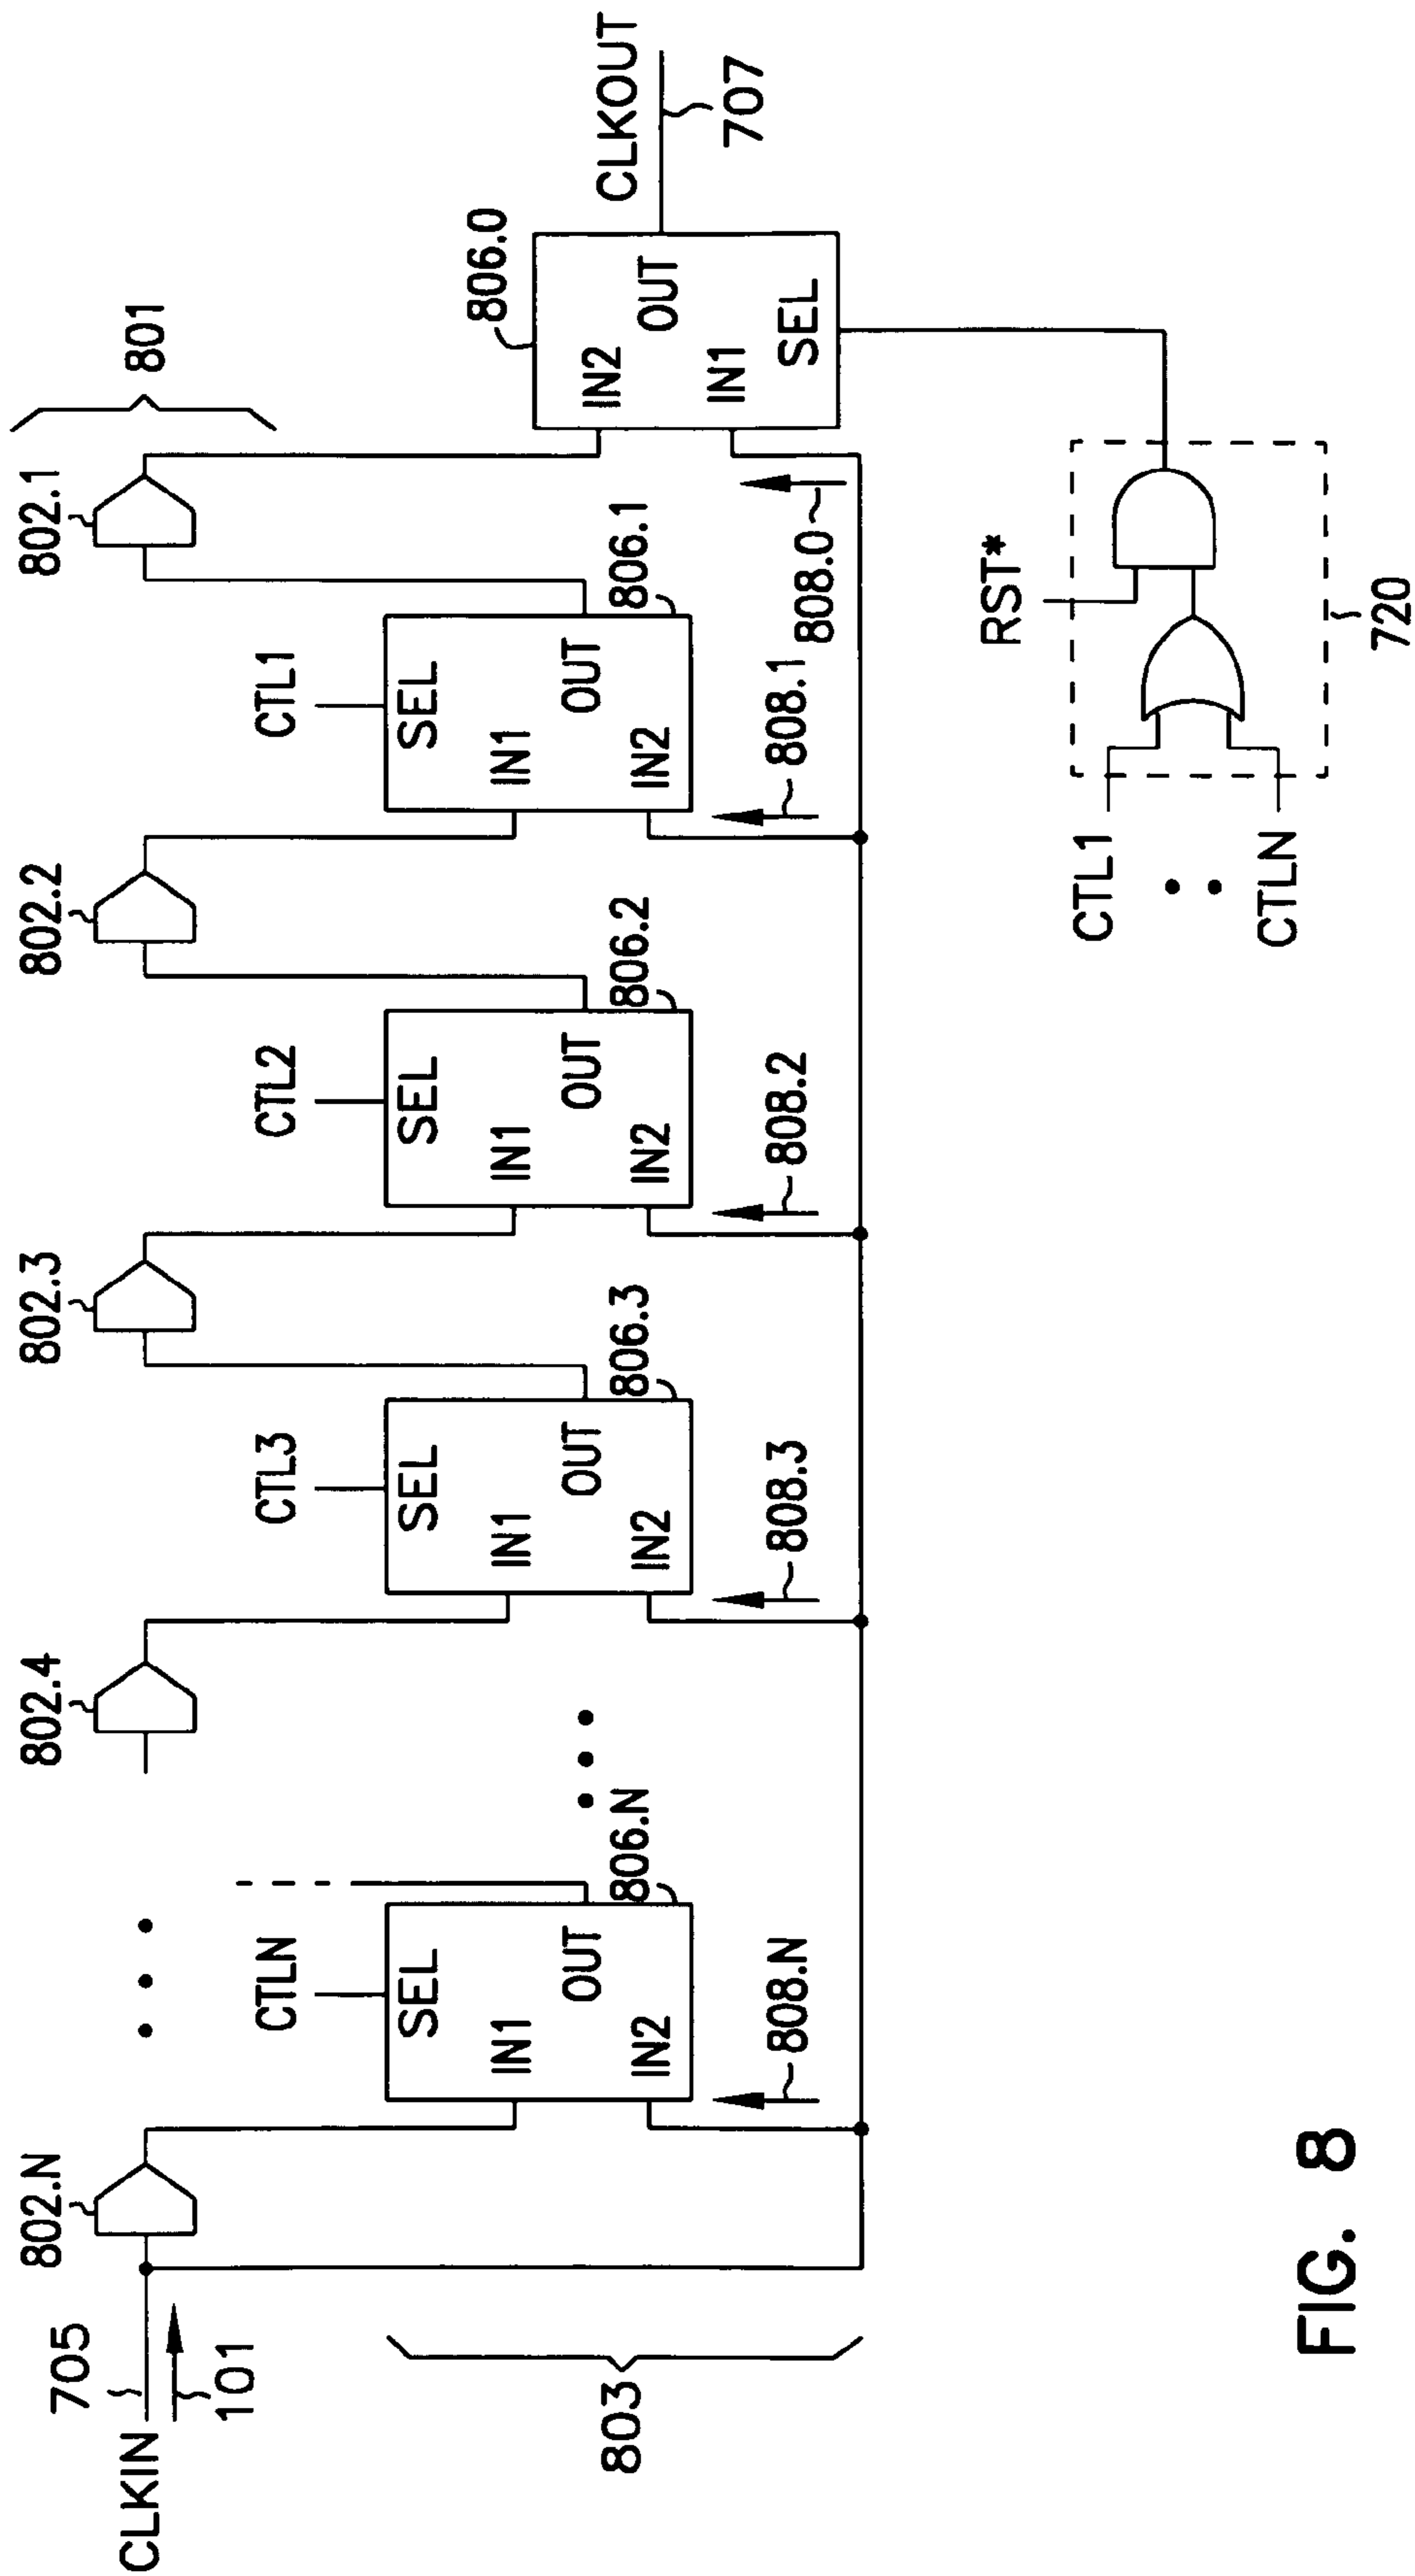 801
802.N
802.4
802.3
802.2
802.1
CLKIN
705
101
CTLN
CTL3
CTL2
CTL1
SEL
IN1
OUT
IN2
806.N
SEL
IN1
OUT
IN2
806.3
SEL
IN1
OUT
IN2
806.2
SEL
IN1
OUT
IN2
806.1
806.0
IN2
OUT
IN1
SEL
CLKOUT
707
803
808.N
808.3
808.2
808.1
808.0
RST*
CTL1
CTLN
720
FIG. 8